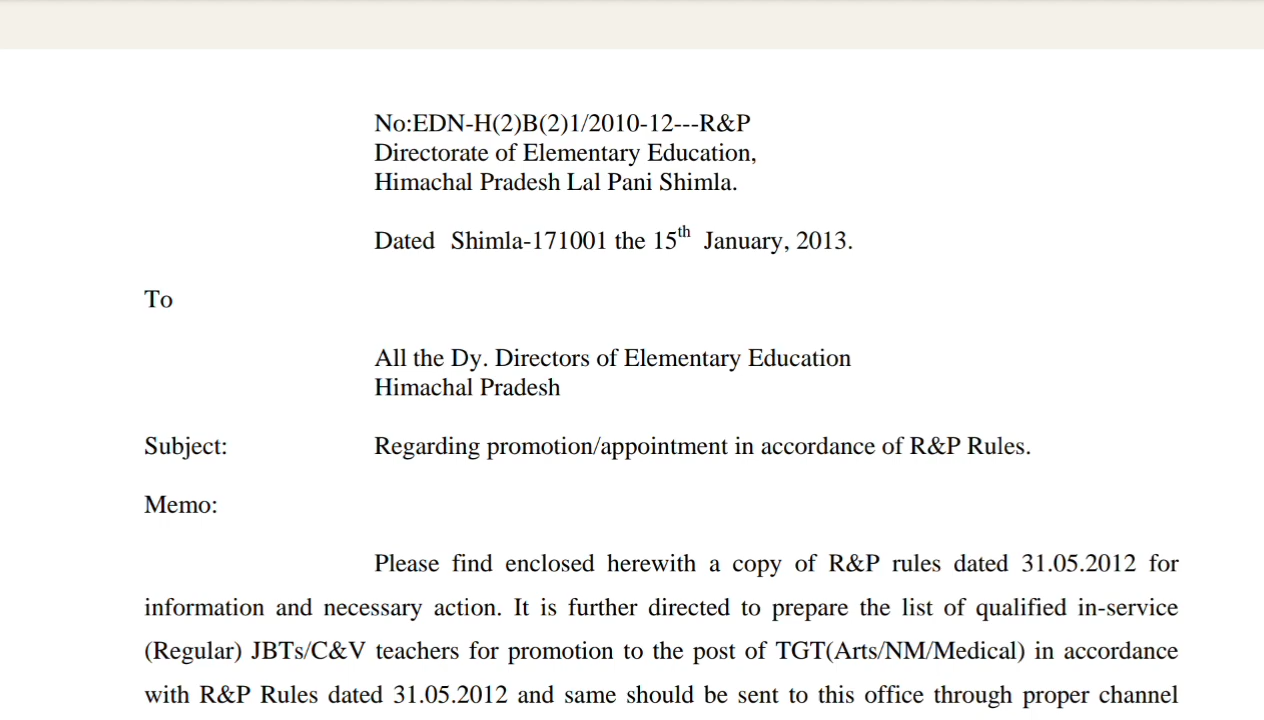 No:EDN-H(2)B(2)1/2010-12---R&P
Directorate of Elementary Education,
Himachal Pradesh Lal Pani Shimla.
Dated Shimla-171001 the 15th January, 2013.
To
All the Dy. Directors of Elementary Education
Himachal Pradesh
Subject: Regarding promotion/appointment in accordance of R&P Rules.
Memo:
Please find enclosed herewith a copy of R&P rules dated 31.05.2012 for
information and necessary action. It is further directed to prepare the list of qualified in-service
(Regular) JBTs/C&V teachers for promotion to the post of TGT(Arts/NM/Medical) in accordance
with R&P Rules dated 31.05.2012 and same should be sent to this office through proper channel